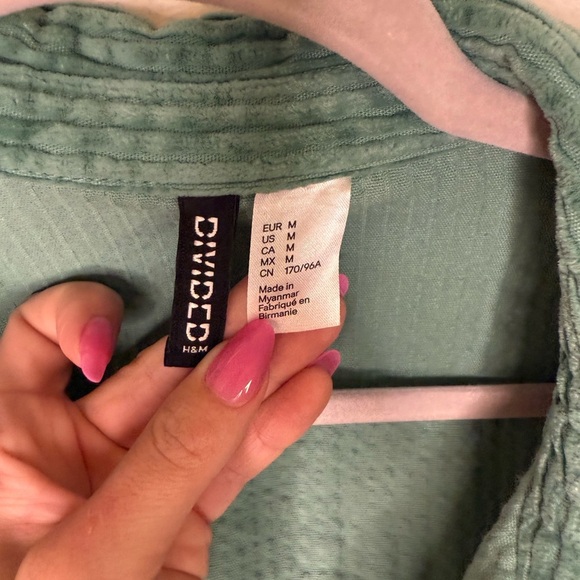 DIVIDED
H&M
EUR M
US M
CA M
MX M
CN 170/96A
Made in
Myanmar
Fabriqué en
Birmanie